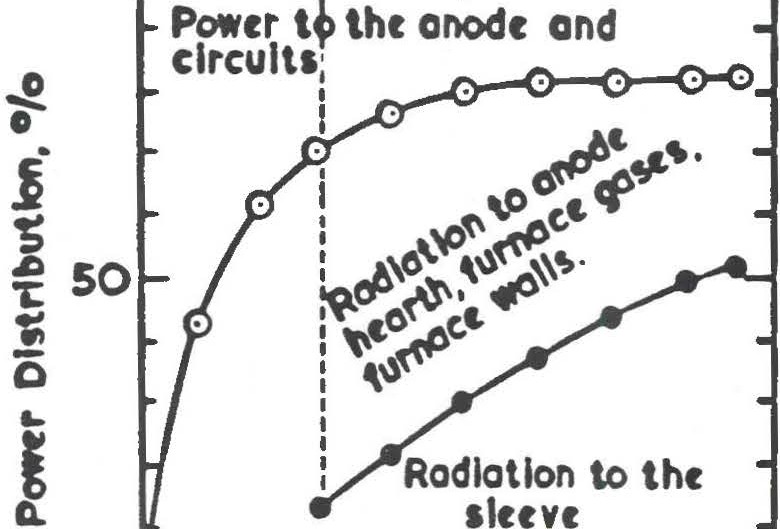 Power to the anode and
circuits
Power Distribution, %
50
Radiation to anode
hearth, furnace gases.
furnace walls.
Radiation to the
sleeve